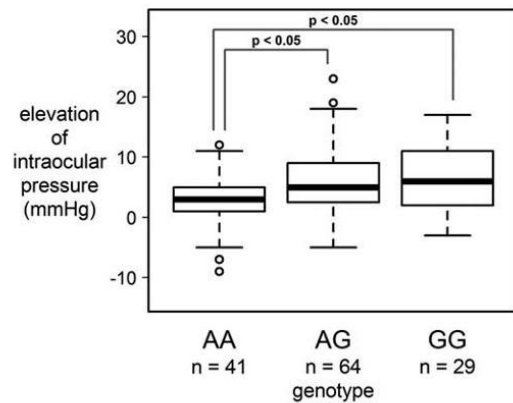 p < 0.05
p < 0.05
elevation
of
intraocular
pressure
(mmHg)
30
20
10
0
-10
AA AG GG
n = 41 n = 64 n = 29
genotype